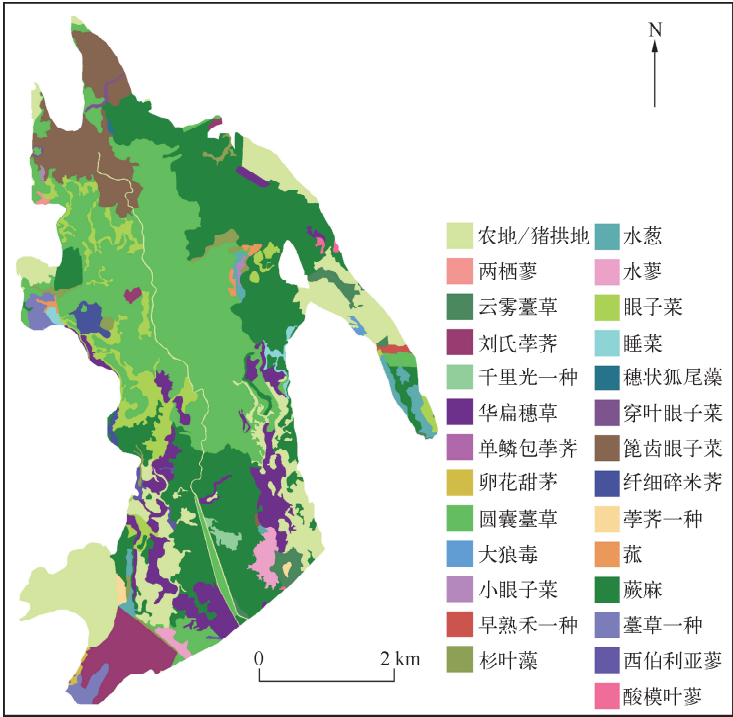 N
农地/猪拱地
两栖蓼
云雾薹草
刘氏荸荠
千里光一种
华扁穗草
单鳞包荸荠
卵花甜茅
圆囊薹草
大狼毒
小眼子菜
早熟禾一种
杉叶藻
水葱
水蓼
眼子菜
睡菜
穗状狐尾藻
穿叶眼子菜
篦齿眼子菜
纤细碎米荠
荸荠一种
菰
蕨麻
薹草一种
西伯利亚蓼
酸模叶蓼
0
2 km